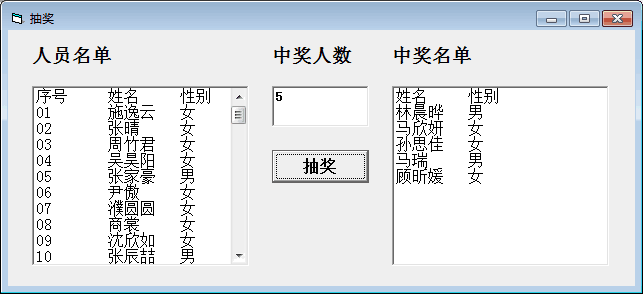 抽奖
人员名单 中奖人数 中奖名单
序号 姓名 性别
01 施逸云 女
02 张晴 女
03 周竹君 女
04 吴昊阳 女
05 张家豪 男
06 尹傲 女
07 濮圆圆 女
08 商裳 女
09 沈欣如 女
10 张辰喆 男
5
抽奖
姓名 性别
林晨晔 男
马欣妍 女
孙思佳 女
马瑞 男
顾昕媛 女